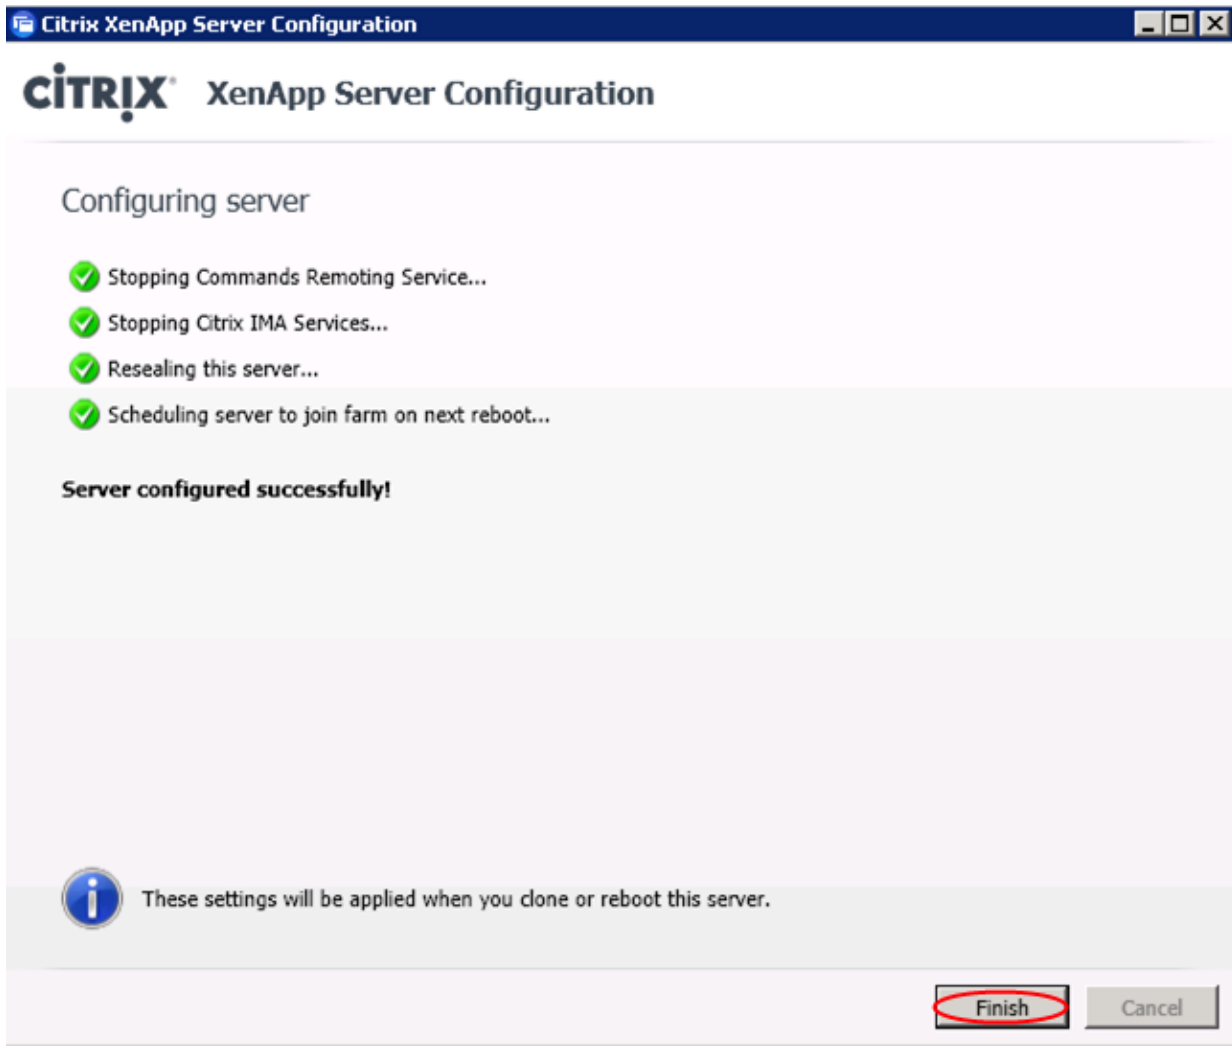 Citrix XenApp Server Configuration
CİTRIX XenApp Server Configuration
Configuring server
Stopping Commands Remoting Service...
Stopping Citrix IMA Services...
Resealing this server...
Scheduling server to join farm on next reboot...
Server configured successfully!
These settings will be applied when you clone or reboot this server.
Finish Cancel